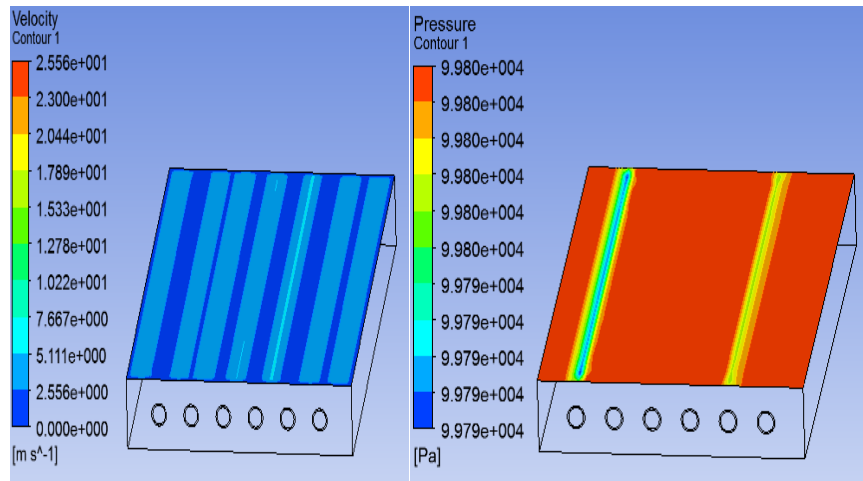 Velocity
Contour 1
2.556e+001
2.300e+001
2.044e+001
1.789e+001
1.533e+001
1.278e+001
1.022e+001
7.667e+000
5.111e+000
2.556e+000
0.000e+000
[m s^-1]
Pressure
Contour 1
9.980e+004
9.980e+004
9.980e+004
9.980e+004
9.980e+004
9.980e+004
9.979e+004
9.979e+004
9.979e+004
9.979e+004
9.979e+004
[Pa]